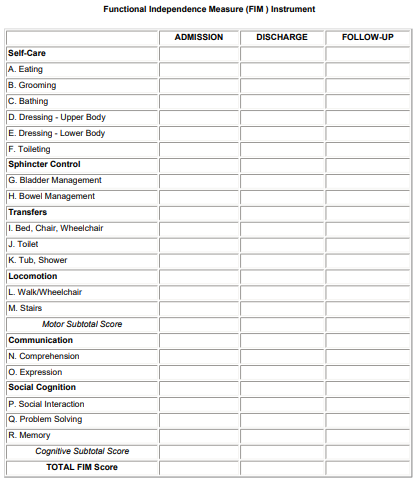 Functional Independence Measure (FIM ) Instrument
ADMISSION DISCHARGE FOLLOW-UP
Self-Care
A. Eating
B. Grooming
C. Bathing
D. Dressing - Upper Body
E. Dressing - Lower Body
F. Toileting
Sphincter Control
G. Bladder Management
H. Bowel Management
Transfers
I. Bed, Chair, Wheelchair
J. Toilet
K. Tub, Shower
Locomotion
L. Walk/Wheelchair
M. Stairs
Motor Subtotal Score
Communication
N. Comprehension
O. Expression
Social Cognition
P. Social Interaction
Q. Problem Solving
R. Memory
Cognitive Subtotal Score
TOTAL FIM Score